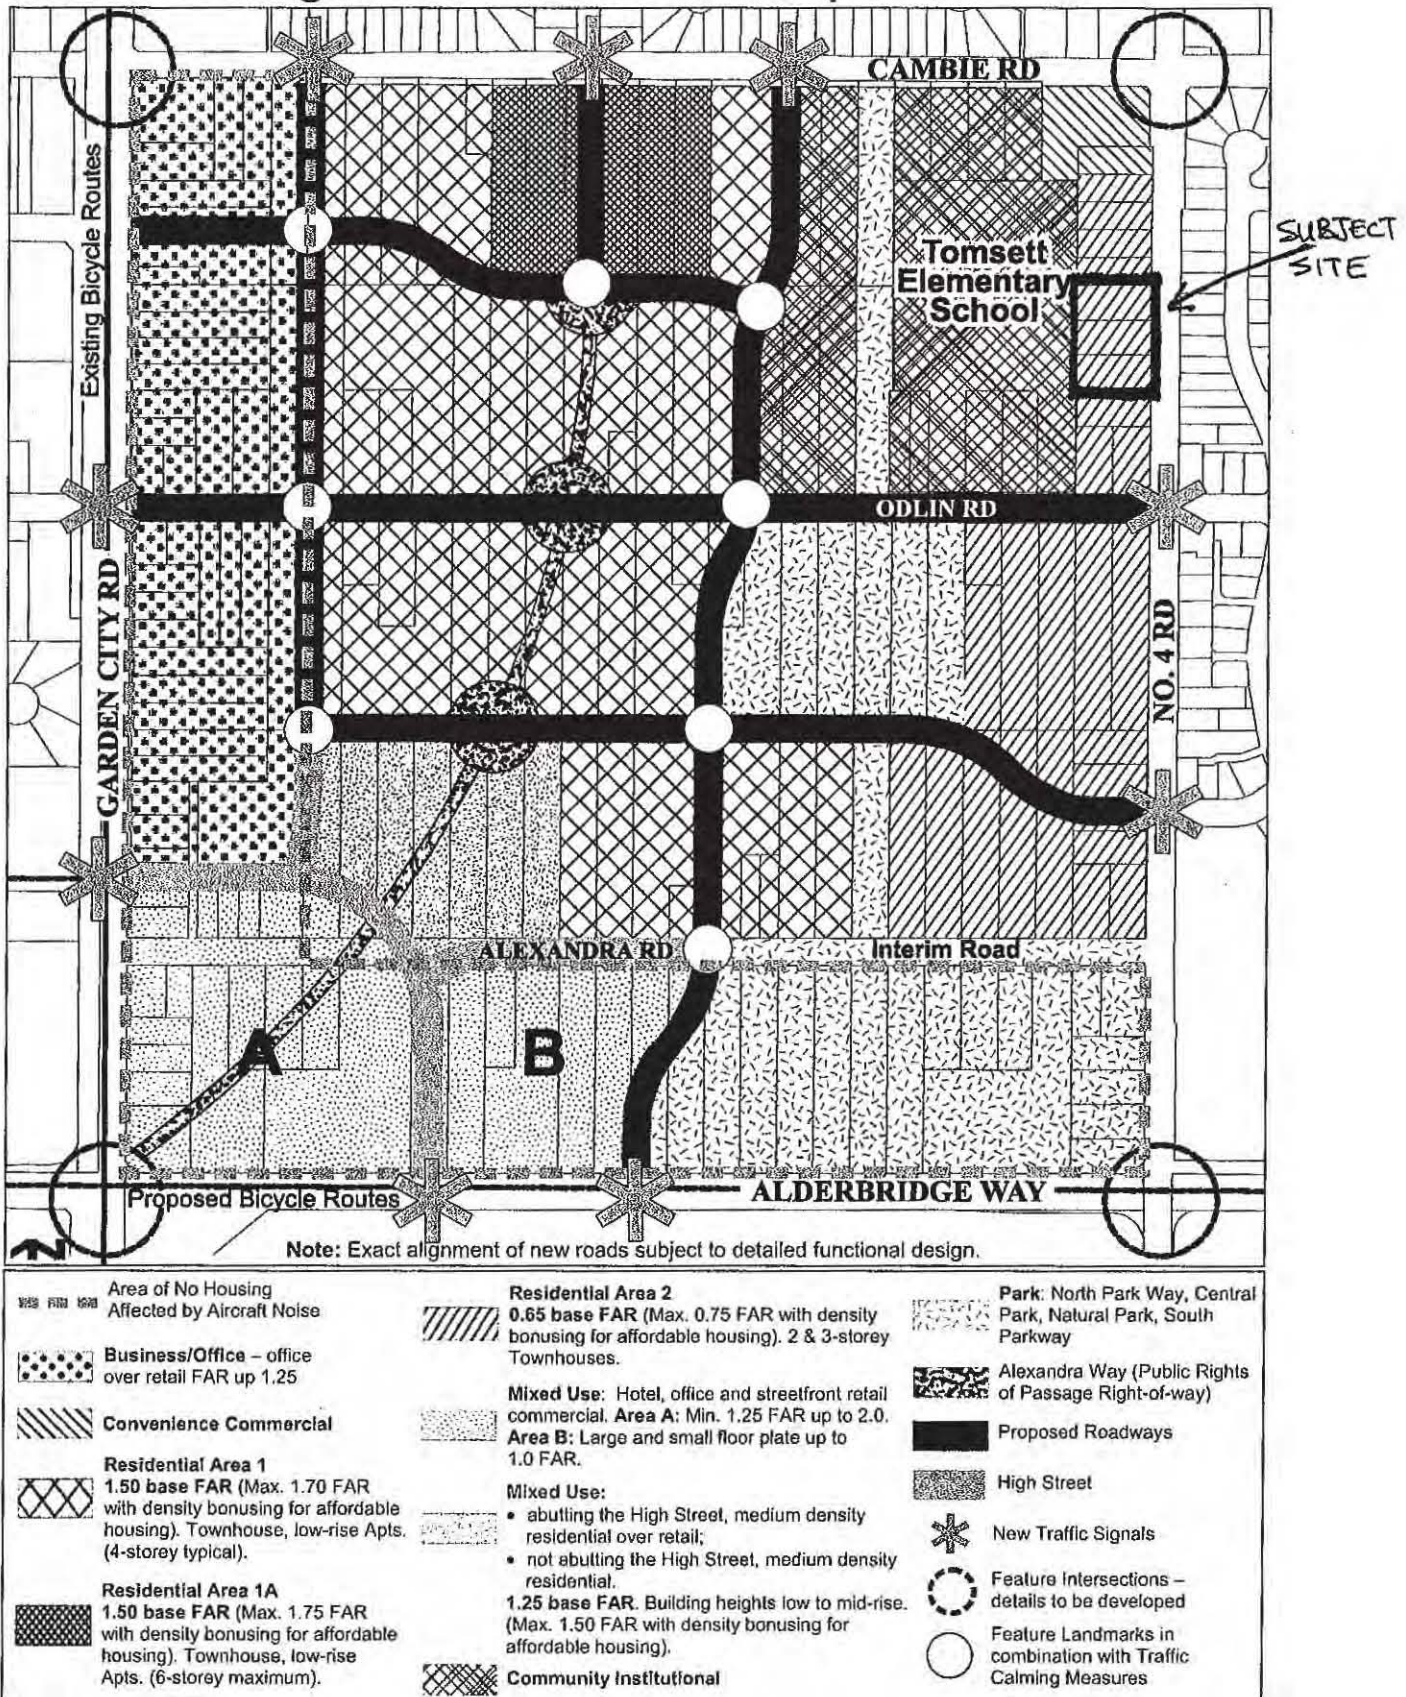 CAMBIE RD
Existing Bicycle Routes
SUBJECT
SITE
Tomsett
Elementary
School
ODLIN RD
GARDEN CITY RD
NO. 4 RD
ALEXANDRA RD
Interim Road
A
B
Proposed Bicycle Routes
ALDERBRIDGE WAY
N
Note: Exact alignment of new roads subject to detailed functional design.
Area of No Housing
Affected by Aircraft Noise
Business/Office – office
over retail FAR up 1.25
Convenience Commercial
Residential Area 1
1.50 base FAR (Max. 1.70 FAR
with density bonusing for affordable
housing). Townhouse, low-rise Apts.
(4-storey typical).
Residential Area 1A
1.50 base FAR (Max. 1.75 FAR
with density bonusing for affordable
housing). Townhouse, low-rise
Apts. (6-storey maximum).
Residential Area 2
0.65 base FAR (Max. 0.75 FAR with density
bonusing for affordable housing). 2 & 3-storey
Townhouses.
Mixed Use: Hotel, office and streetfront retail
commercial. Area A: Min. 1.25 FAR up to 2.0.
Area B: Large and small floor plate up to
1.0 FAR.
Mixed Use:
• abutting the High Street, medium density
residential over retail;
• not abutting the High Street, medium density
residential.
1.25 base FAR. Building heights low to mid-rise.
(Max. 1.50 FAR with density bonusing for
affordable housing).
Community Institutional
Park: North Park Way, Central
Park, Natural Park, South
Parkway
Alexandra Way (Public Rights
of Passage Right-of-way)
Proposed Roadways
High Street
New Traffic Signals
Feature Intersections –
details to be developed
Feature Landmarks in
combination with Traffic
Calming Measures